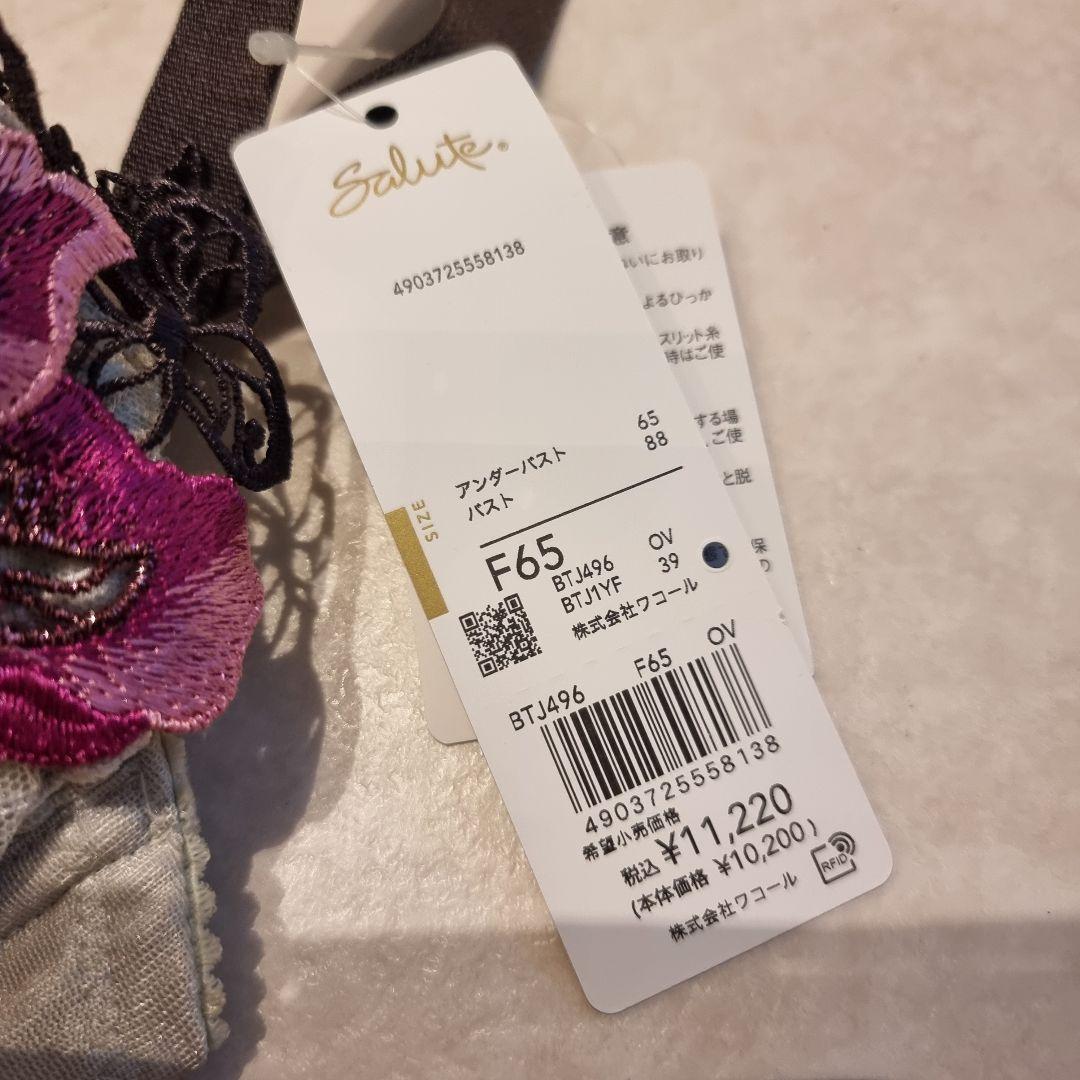 Salute®
4903725558138
SIZE
アンダーバスト 65
バスト 88
F65
BTJ496 OV
BTJ1YF 39
株式会社ワコール
BTJ496 F65 OV
4903725558138
希望小売価格
税込 ¥11,220
(本体価格 ¥10,200)
株式会社ワコール
RFID
意
いにお取り
よるひっか
スリット糸
時はご使
する場
ご使
と脱
保
の